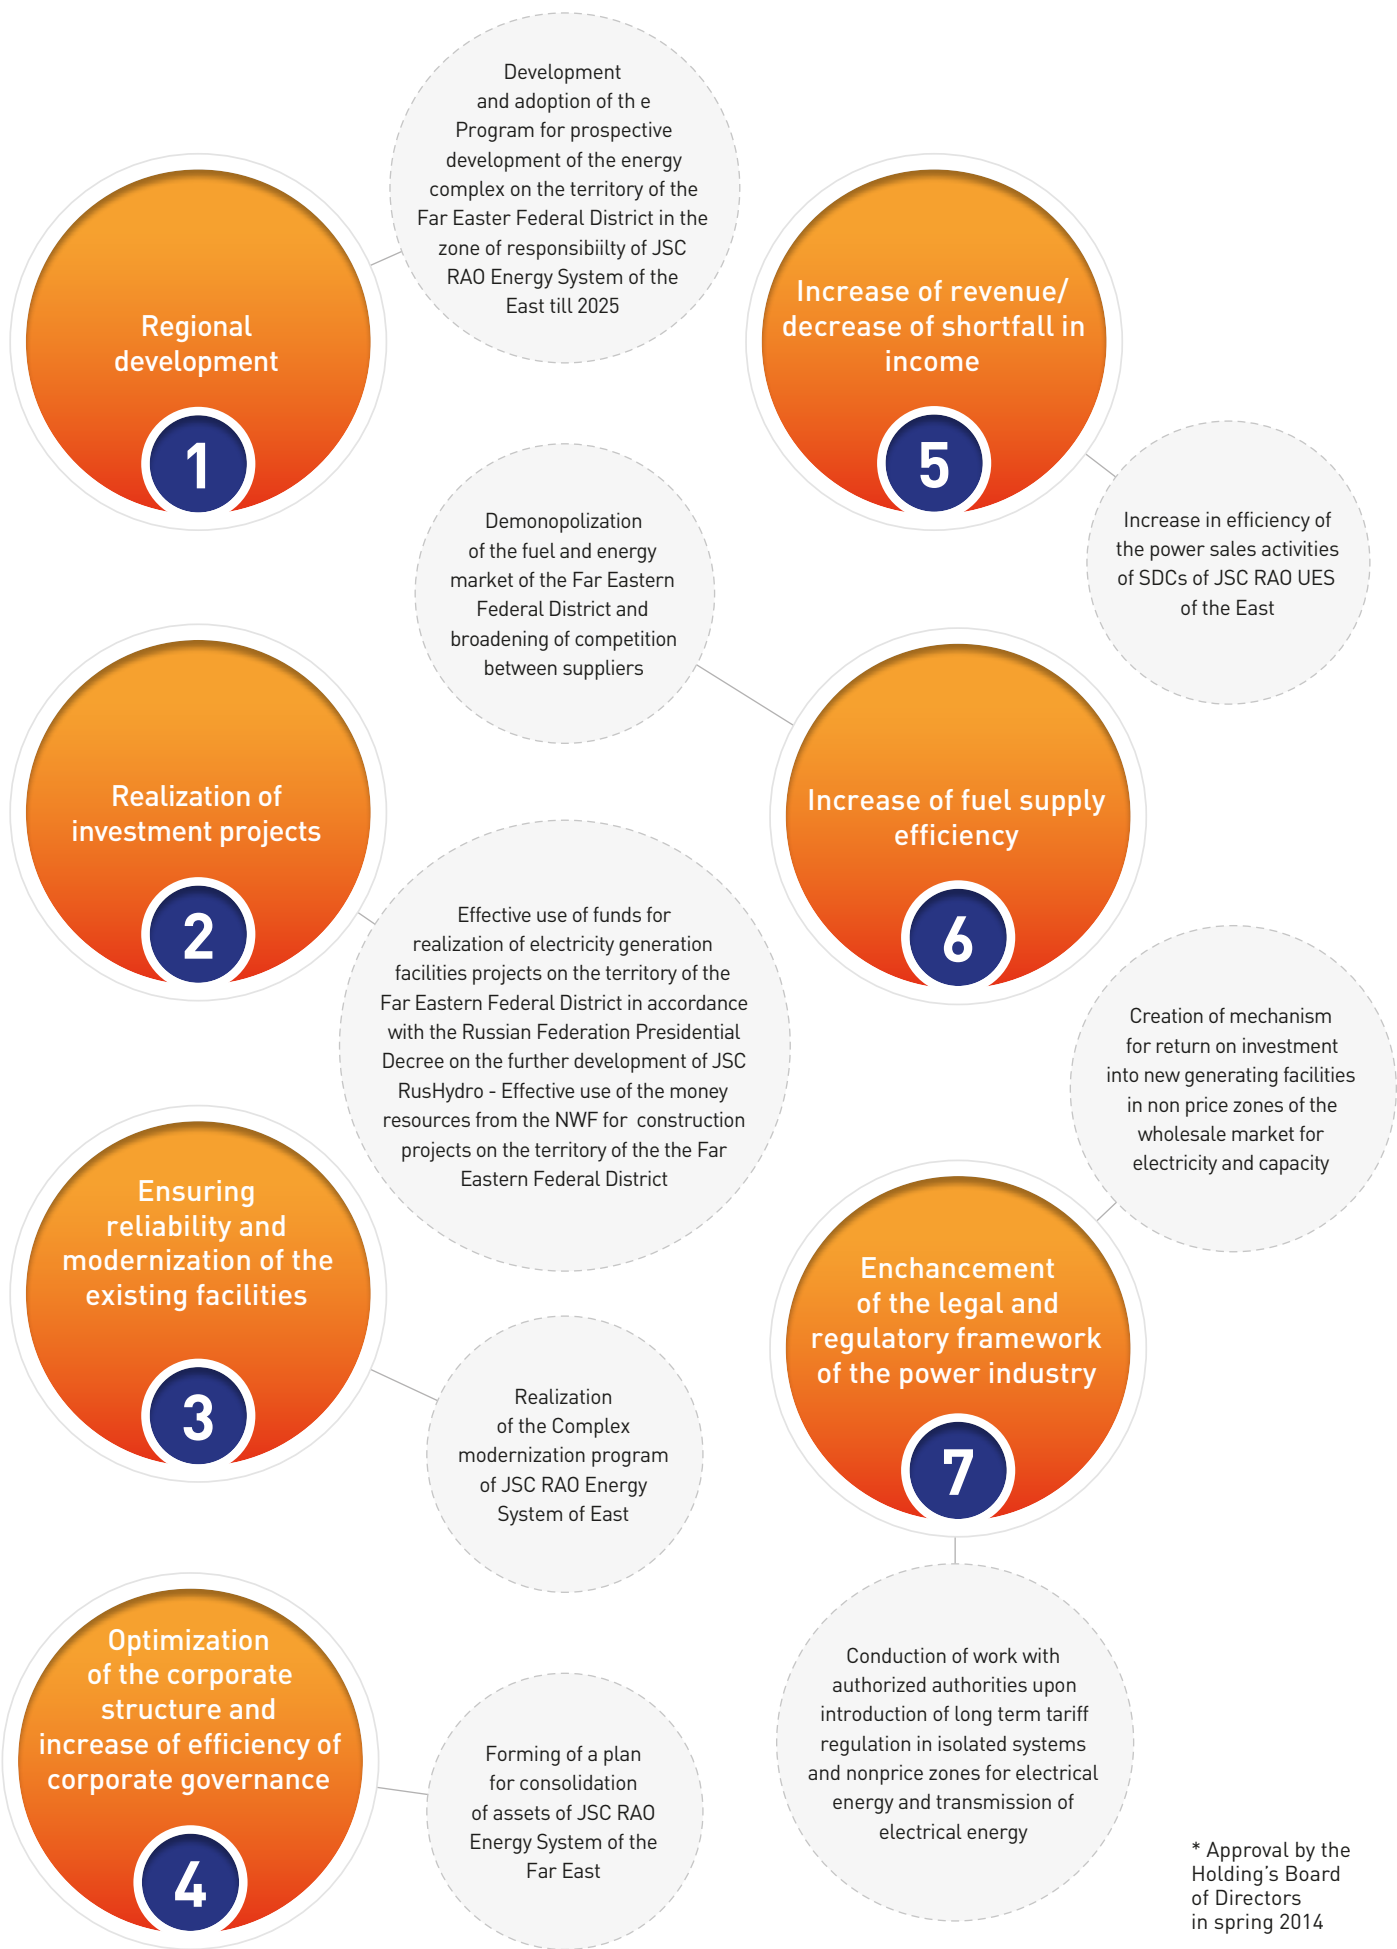 Regional
development
1
Development
and adoption of th e
Program for prospective
development of the energy
complex on the territory of the
Far Easter Federal District in the
zone of responsibiilty of JSC
RAO Energy System of the
East till 2025
Realization of
investment projects
2
Effective use of funds for
realization of electricity generation
facilities projects on the territory of the
Far Eastern Federal District in accordance
with the Russian Federation Presidential
Decree on the further development of JSC
RusHydro - Effective use of the money
resources from the NWF for  construction
projects on the territory of the the Far
Eastern Federal District
Ensuring
reliability and
modernization of the
existing facilities
3
Realization
of the Complex
modernization program
of JSC RAO Energy
System of East
Optimization
of the corporate
structure and
increase of efficiency of
corporate governance
4
Forming of a plan
for consolidation
of assets of JSC RAO
Energy System of the
Far East
Increase of revenue/
decrease of shortfall in
income
5
Increase in efficiency of
the power sales activities
of SDCs of JSC RAO UES
of the East
Increase of fuel supply
efficiency
6
Demonopolization
of the fuel and energy
market of the Far Eastern
Federal District and
broadening of competition
between suppliers
Enchancement
of the legal and
regulatory framework
of the power industry
7
Creation of mechanism
for return on investment
into new generating facilities
in non price zones of the
wholesale market for
electricity and capacity
Conduction of work with
authorized authorities upon
introduction of long term tariff
regulation in isolated systems
and nonprice zones for electrical
energy and transmission of
electrical energy
* Approval by the
Holding's Board
of Directors
in spring 2014